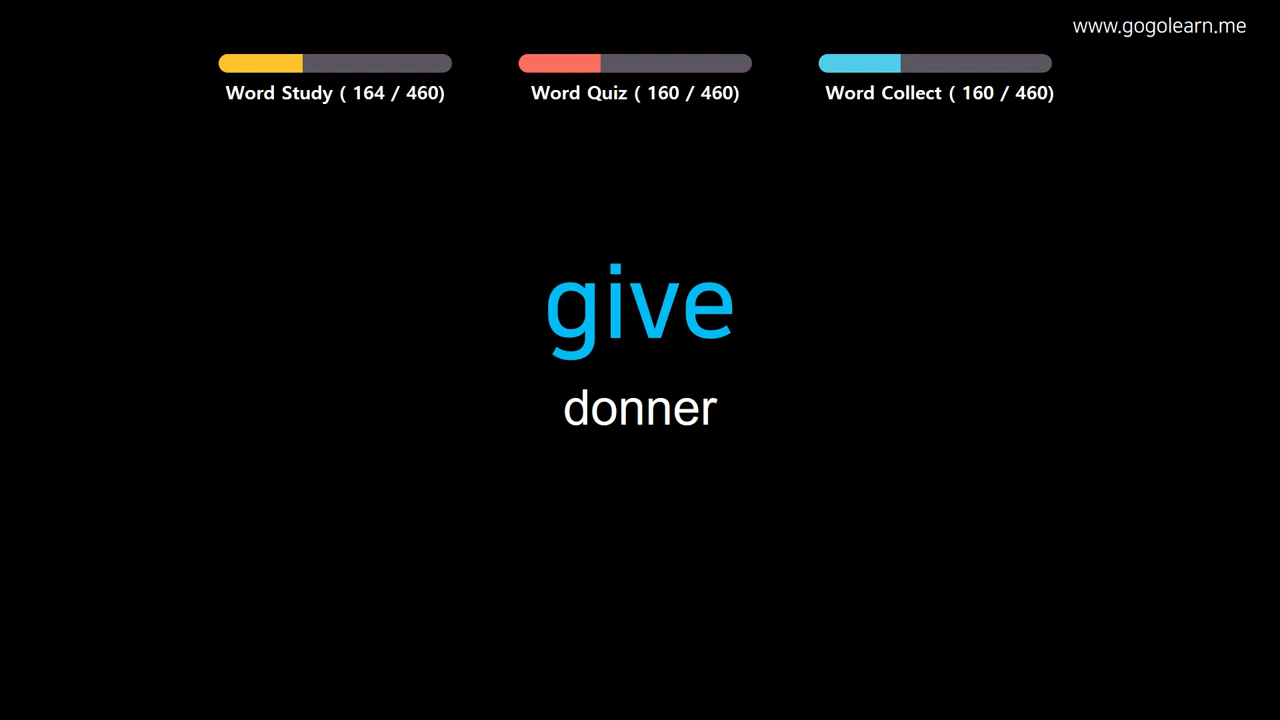 www.gogolearn.me
Word Study ( 164 / 460)
Word Quiz ( 160 / 460)
Word Collect ( 160 / 460)
give
donner